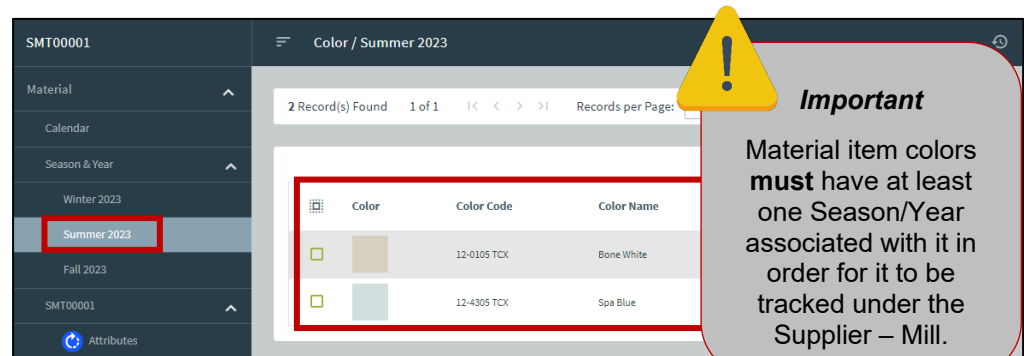 SMT00001
Color / Summer 2023
Material
Calendar
Season & Year
Winter 2023
Summer 2023
Fall 2023
SMT00001
Attributes
2 Record(s) Found 1 of 1 |< < > >| Records per Page:
Color Color Code Color Name
12-0105 TCX Bone White
12-4305 TCX Spa Blue
!
Important
Material item colors
must have at least
one Season/Year
associated with it in
order for it to be
tracked under the
Supplier – Mill.